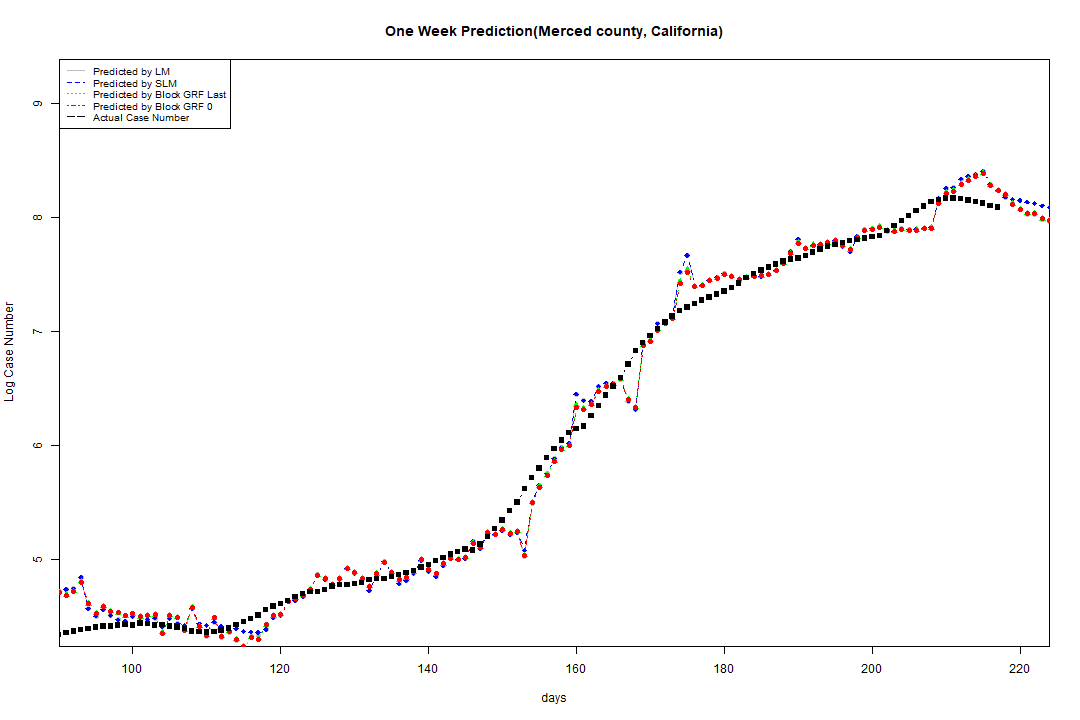 One Week Prediction(Merced county, California)
Predicted by LM
Predicted by SLM
Predicted by Block GRF Last
Predicted by Block GRF 0
Actual Case Number
9
8
7
6
5
Log Case Number
100 120 140 160 180 200 220
days